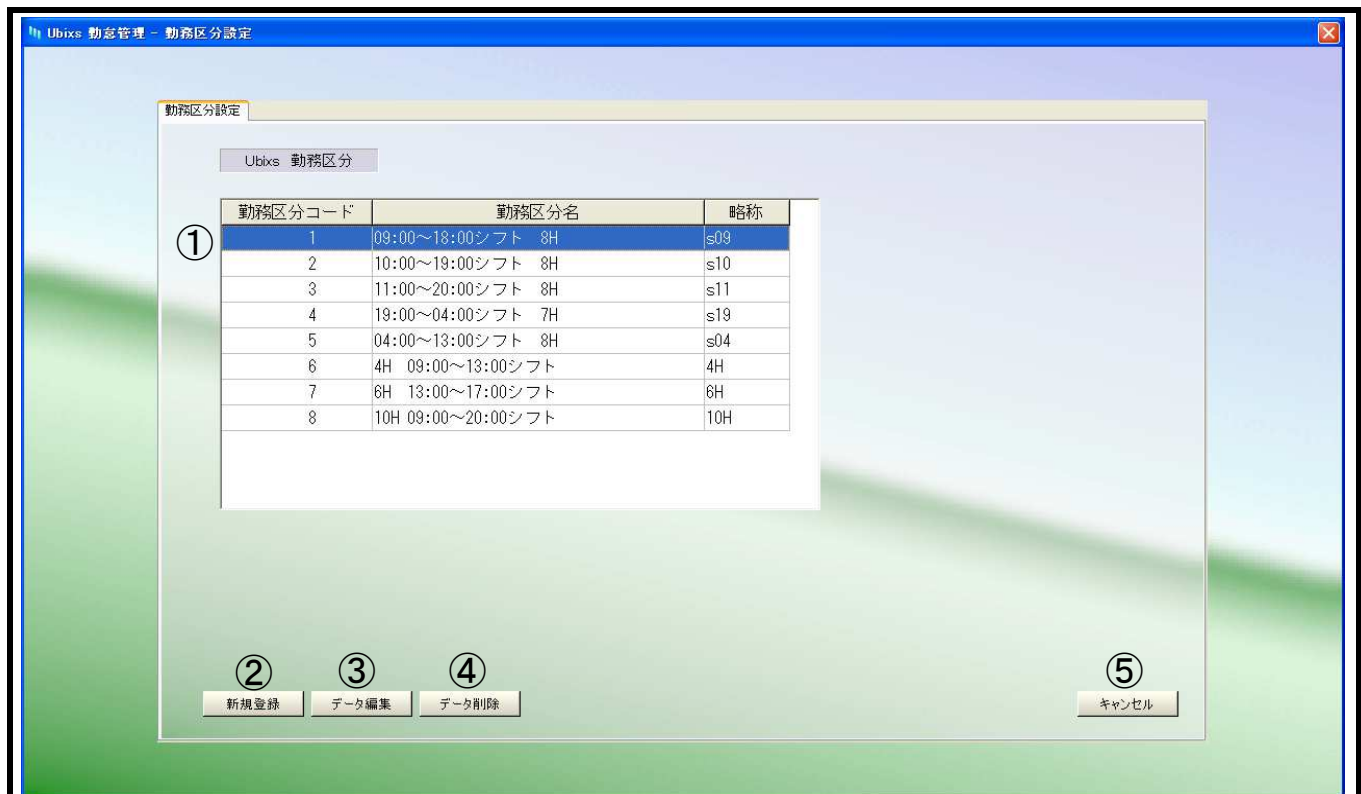 Ubixs 勤怠管理 - 勤務区分設定
勤務区分設定
Ubixs 勤務区分
勤務区分コード 勤務区分名 略称
① 1 09:00～18:00シフト 8H s09
2 10:00～19:00シフト 8H s10
3 11:00～20:00シフト 8H s11
4 19:00～04:00シフト 7H s19
5 04:00～13:00シフト 8H s04
6 4H 09:00～13:00シフト 4H
7 6H 13:00～17:00シフト 6H
8 10H 09:00～20:00シフト 10H
② ③ ④ ⑤
新規登録 データ編集 データ削除 キャンセル